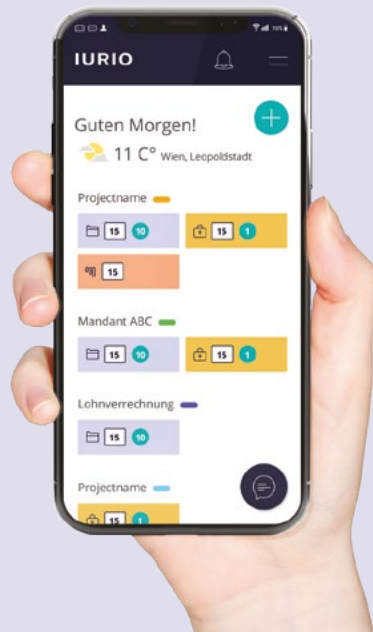 IURIO
Guten Morgen!
11 C° Wien, Leopoldstadt
Projectname
15 10 15 1
15
Mandant ABC
15 10 15 1
Lohnverrechnung
15 10
Projectname
15 1